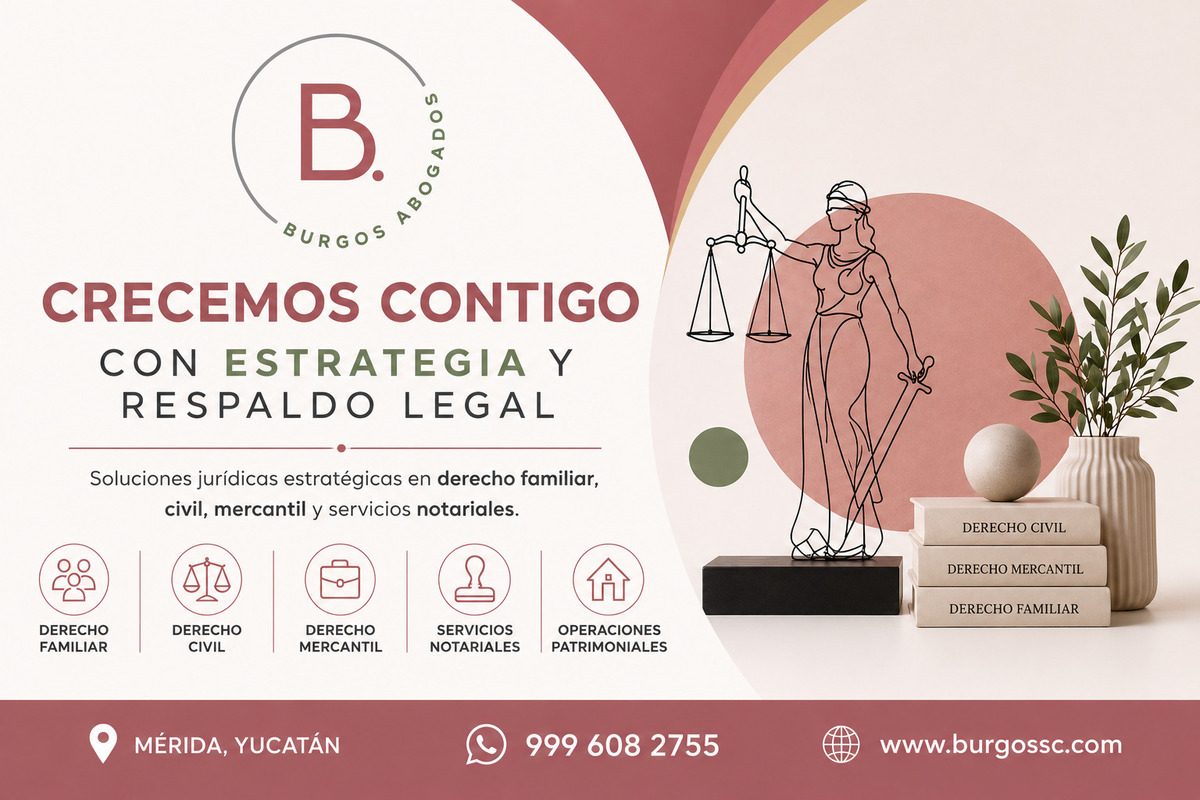 B.
BURGOS ABOGADOS
CRECEMOS CONTIGO
CON ESTRATEGIA Y
RESPALDO LEGAL
Soluciones jurídicas estratégicas en derecho familiar,
civil, mercantil y servicios notariales.
DERECHO
FAMILIAR
DERECHO
CIVIL
DERECHO
MERCANTIL
SERVICIOS
NOTARIALES
OPERACIONES
PATRIMONIALES
DERECHO CIVIL
DERECHO MERCANTIL
DERECHO FAMILIAR
MÉRIDA, YUCATÁN
999 608 2755
www.burgossc.com